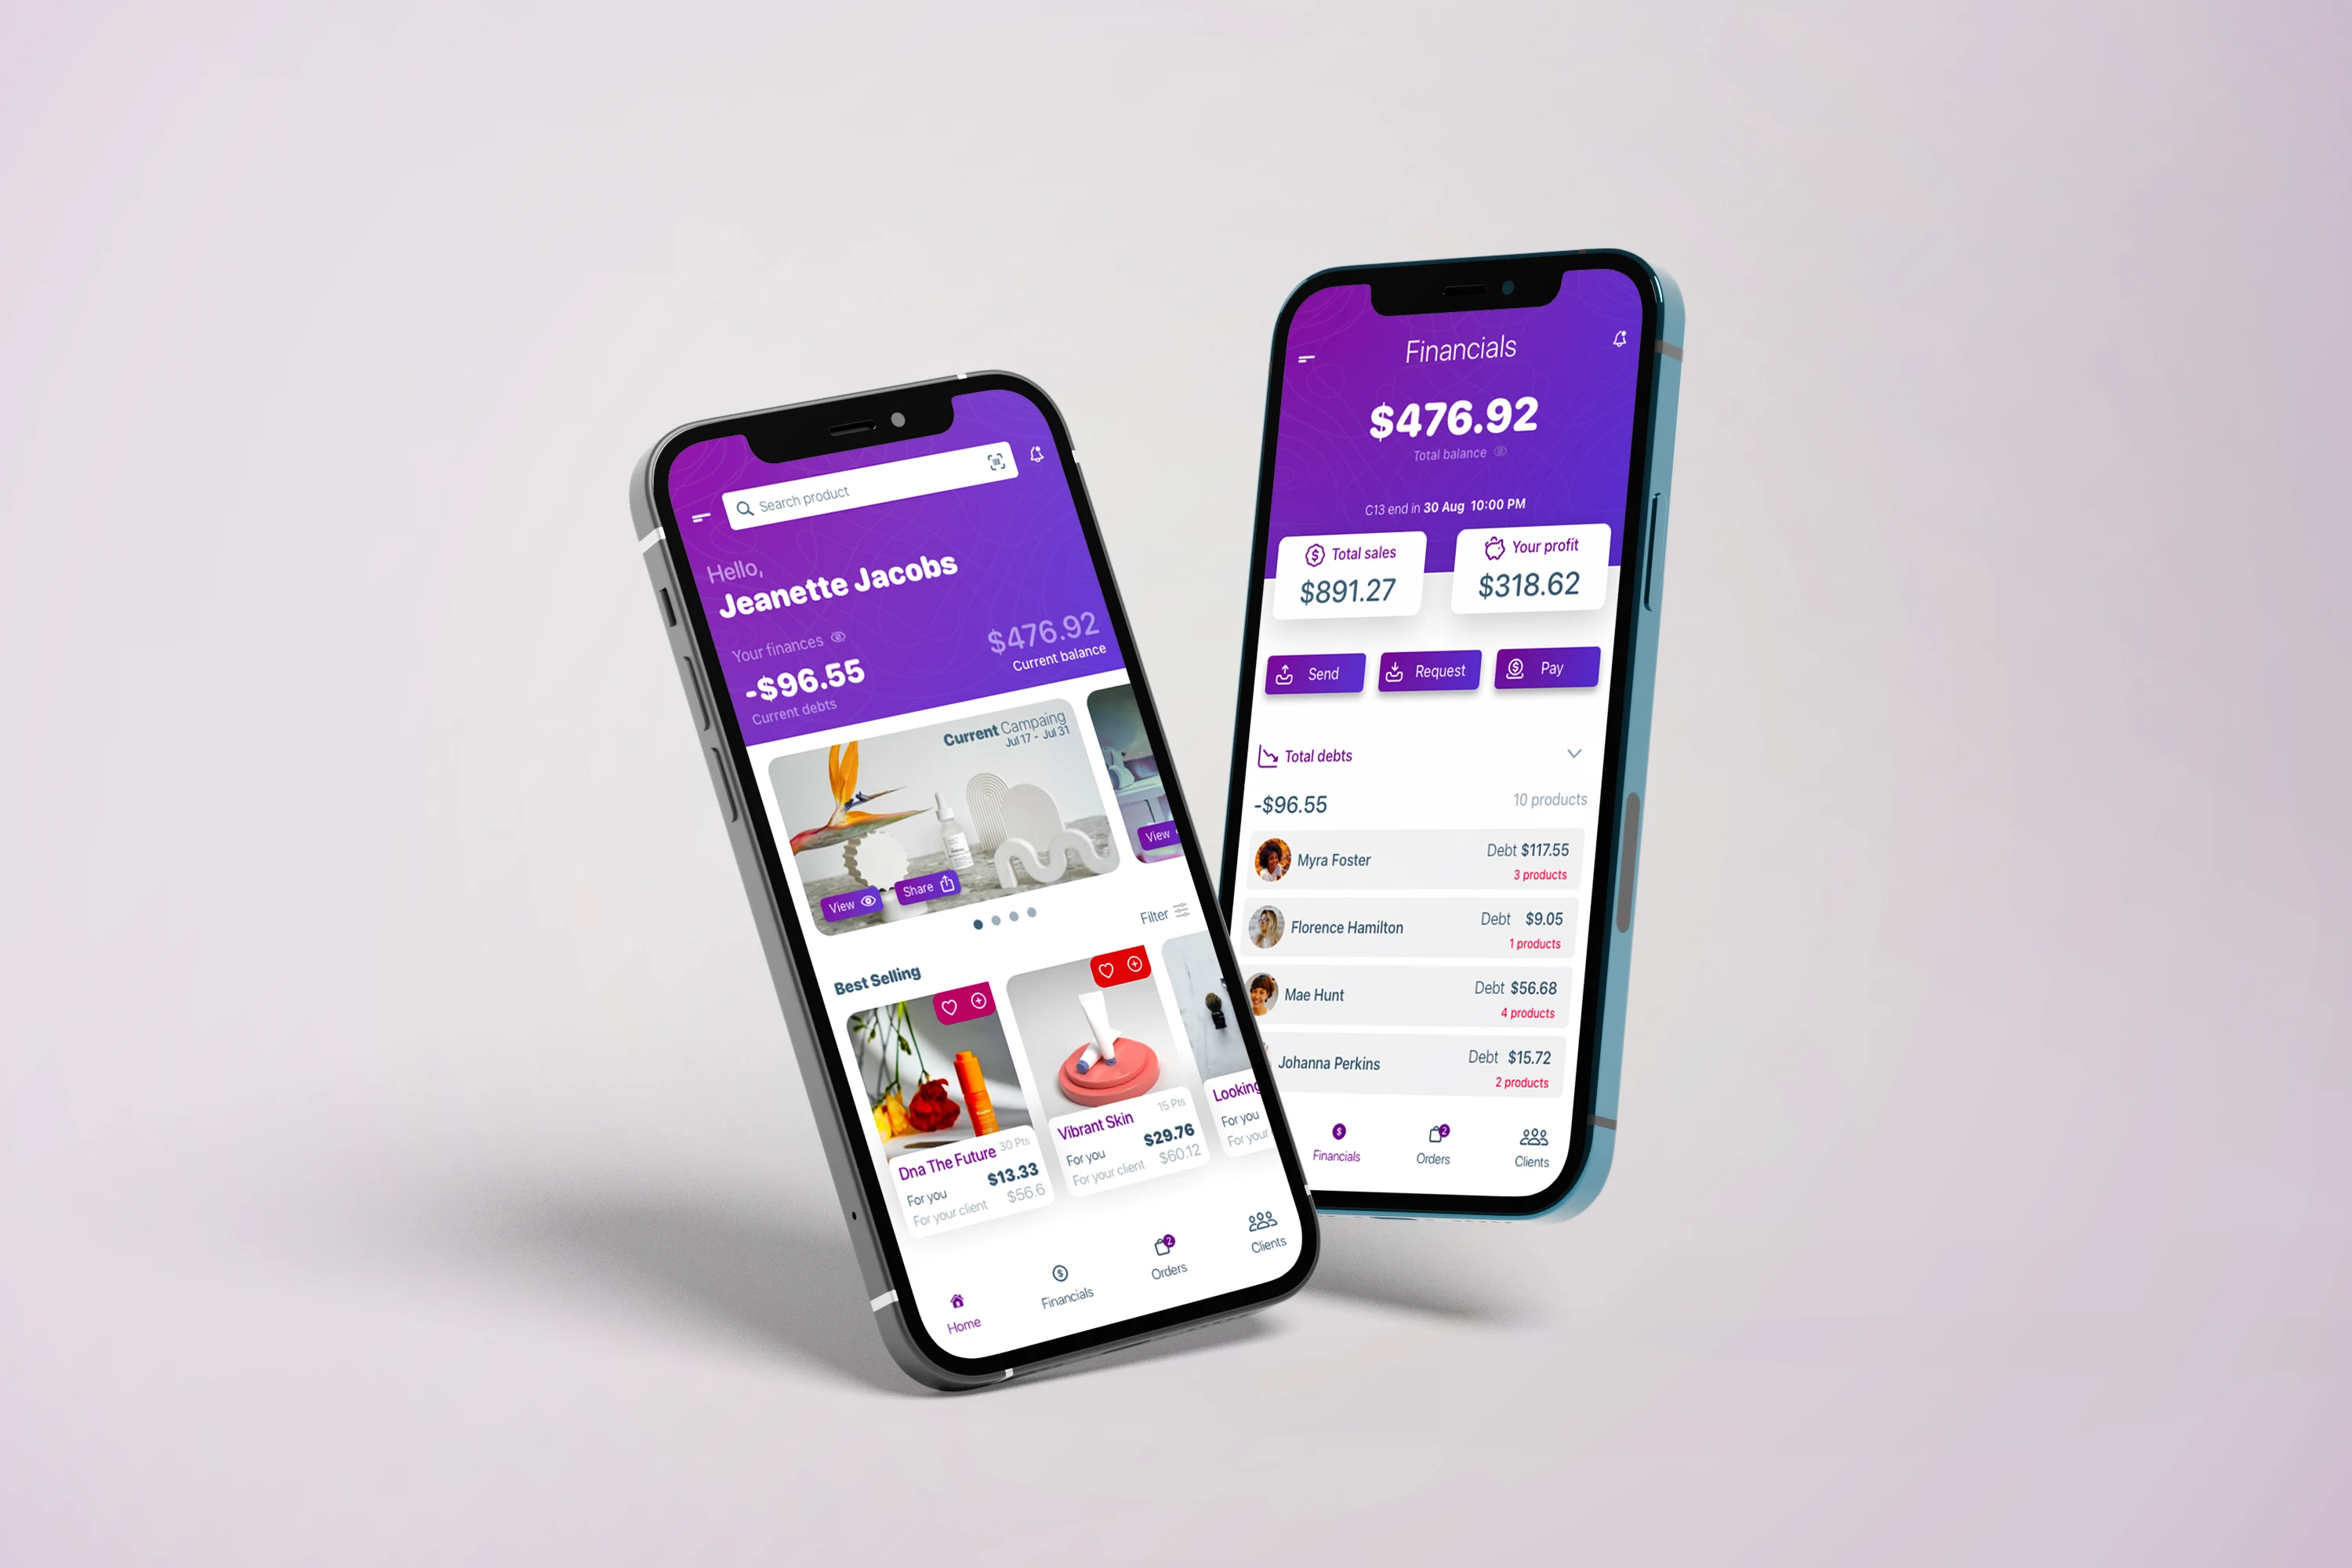 Search product
Hello,
Jeanette Jacobs
Your finances
-$96.55
Current debts
$476.92
Current balance
Current Campaing
Jul 17 - Jul 31
View
Share
View
Filter
Best Selling
Dna The Future 30 Pts
For you $13.33
For your client $56.6
Vibrant Skin 15 Pts
For you $29.76
For your client $60.12
Looking
For you
For your
Home
Financials
2
Orders
Clients
Financials
$476.92
Total balance
C13 end in 30 Aug 10:00 PM
Total sales
$891.27
Your profit
$318.62
Send
Request
Pay
Total debts
-$96.55
10 products
Myra Foster
Debt $117.55
3 products
Florence Hamilton
Debt $9.05
1 products
Mae Hunt
Debt $56.68
4 products
Johanna Perkins
Debt $15.72
2 products
Financials
2
Orders
Clients